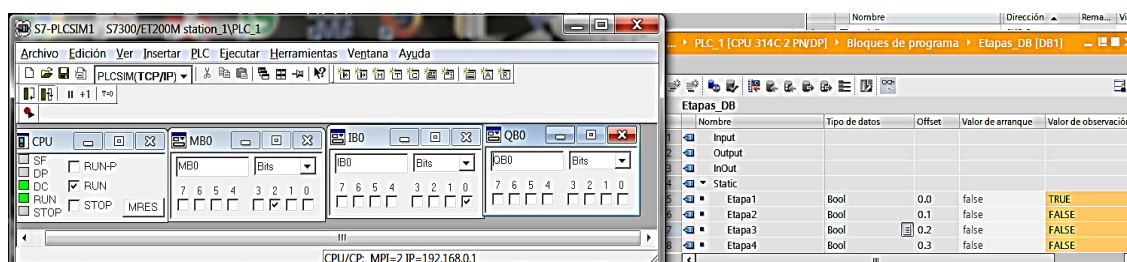 S7-PLCSIM1 S7300/ET200M station_1\PLC_1
Archivo Edición Ver Insertar PLC Ejecutar Herramientas Ventana Ayuda
PLCSIM(TCP/IP)
+1 T=0
CPU
SF
DP
DC
RUN
STOP
RUN-P
RUN
STOP
MRES
MB0
MB0 Bits
7 6 5 4 3 2 1 0
IB0
IB0 Bits
7 6 5 4 3 2 1 0
QB0
QB0 Bits
7 6 5 4 3 2 1 0
CPU/CP: MPI=2 IP=192.168.0.1
Nombre Dirección Rema...
... PLC_1 [CPU 314C-2 PN/DP] Bloques de programa Etapas_DB [DB1]
Etapas_DB
Nombre Tipo de datos Offset Valor de arranque Valor de observación
1 Input
2 Output
3 InOut
4 Static
5 Etapa1 Bool 0.0 false TRUE
6 Etapa2 Bool 0.1 false FALSE
7 Etapa3 Bool 0.2 false FALSE
8 Etapa4 Bool 0.3 false FALSE